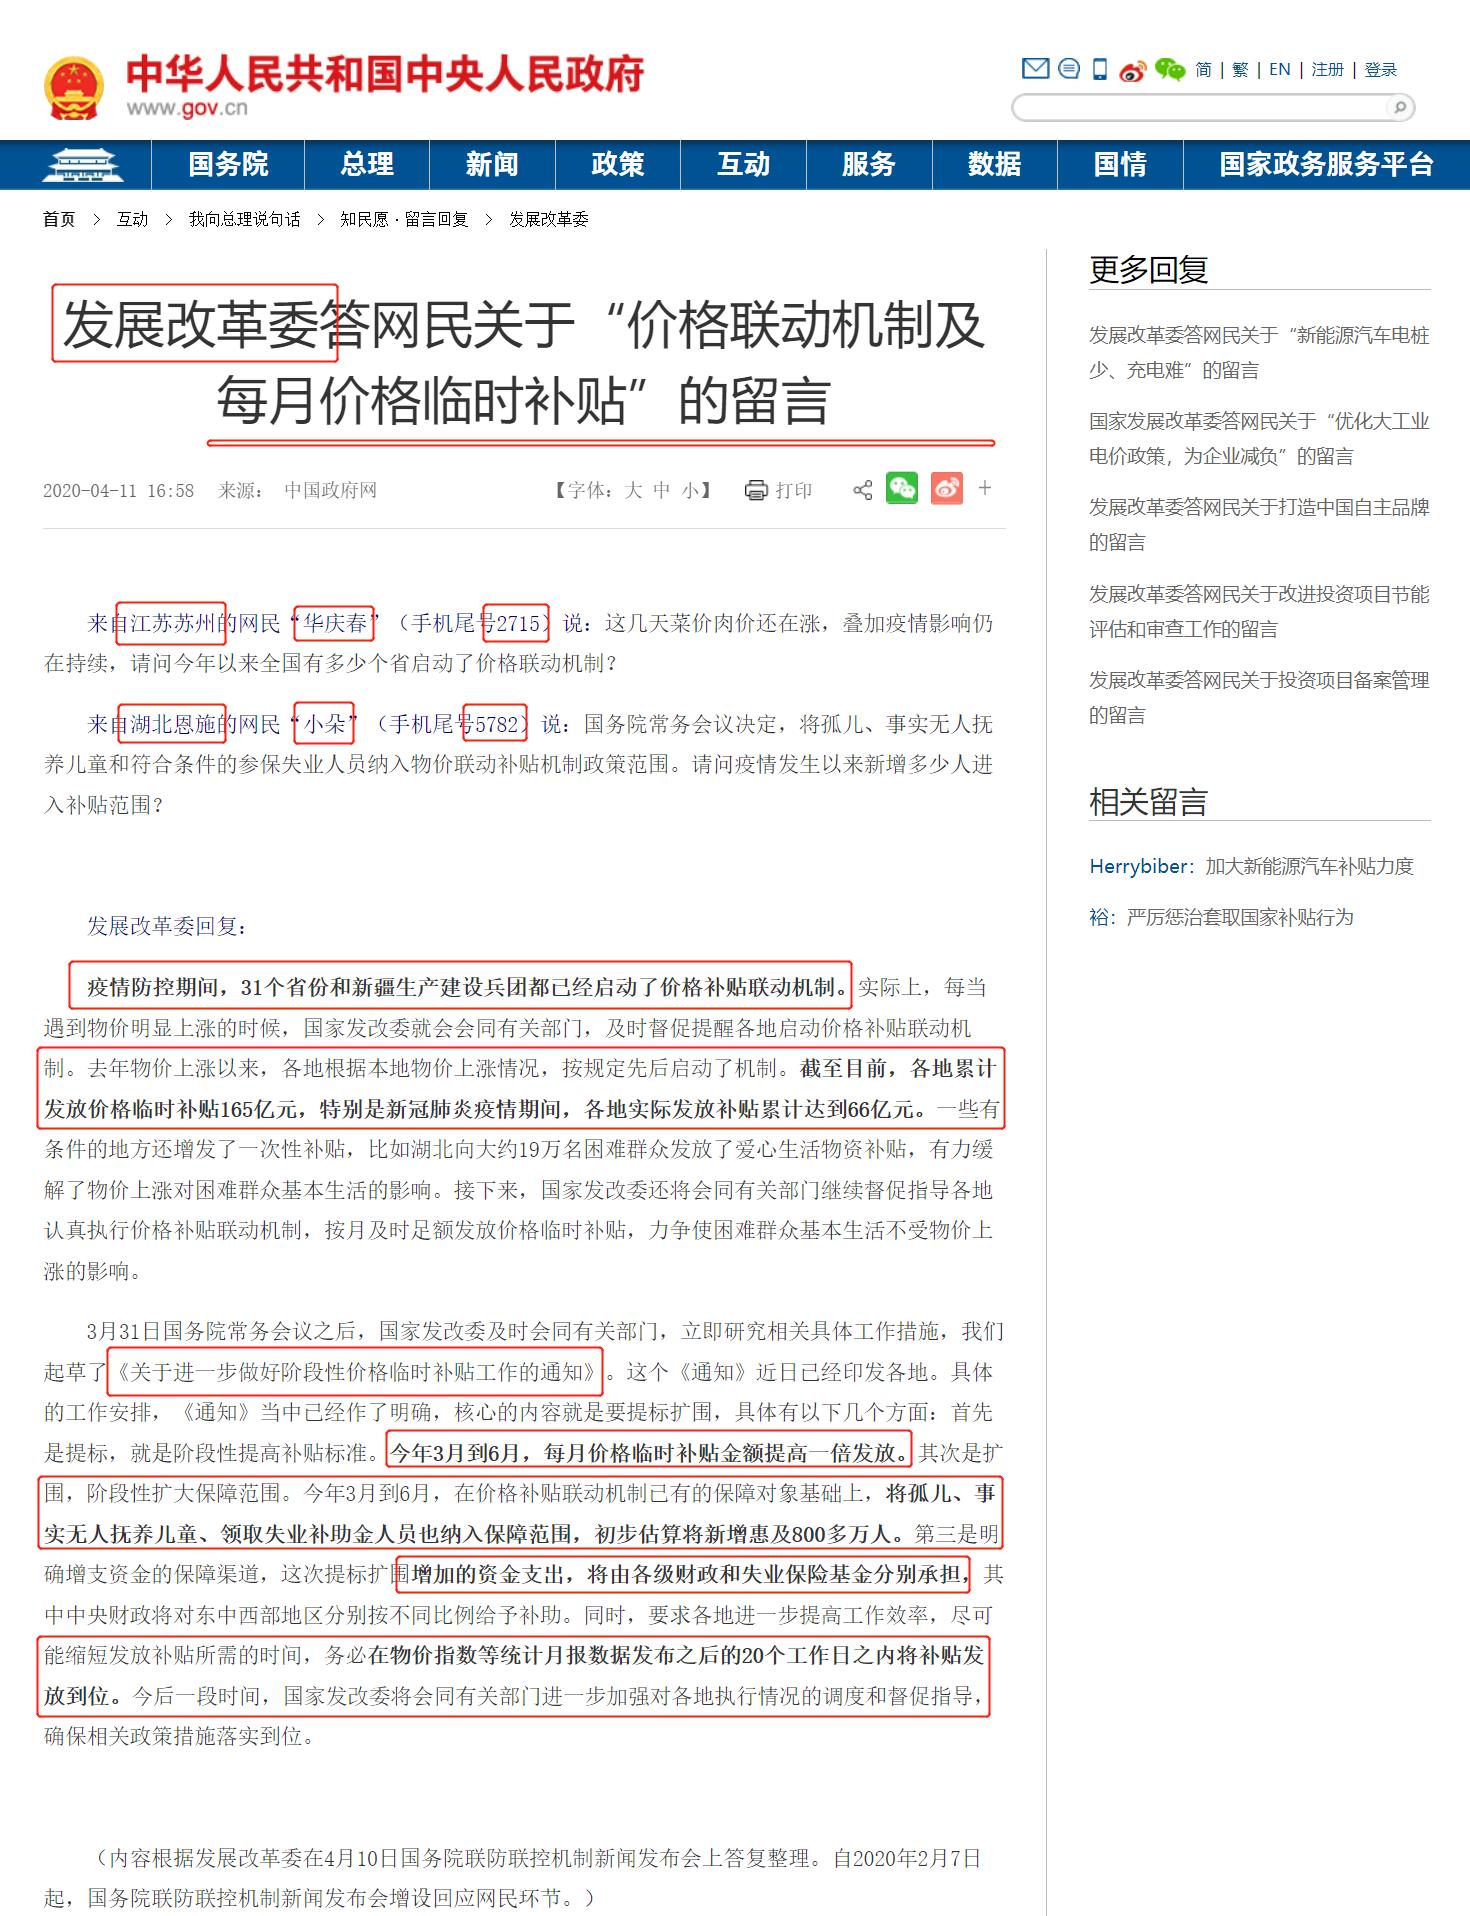 中华人民共和国中央人民政府
www.gov.cn
简 | 繁 | EN | 注册 | 登录
国务院 总理 新闻 政策 互动 服务 数据 国情 国家政务服务平台
首页 > 互动 > 我向总理说句话 > 知民愿·留言回复 > 发展改革委
发展改革委答网民关于“价格联动机制及
每月价格临时补贴”的留言
2020-04-11 16:58 来源： 中国政府网 【字体：大 中 小】 打印 +
来自江苏苏州的网民“华庆春”（手机尾号2715）说：这几天菜价肉价还在涨，叠加疫情影响仍
在持续，请问今年以来全国有多少个省启动了价格联动机制？
来自湖北恩施的网民“小朵”（手机尾号5782）说：国务院常务会议决定，将孤儿、事实无人抚
养儿童和符合条件的参保失业人员纳入物价联动补贴机制政策范围。请问疫情发生以来新增多少人进
入补贴范围？
发展改革委回复：
疫情防控期间，31个省份和新疆生产建设兵团都已经启动了价格补贴联动机制。实际上，每当
遇到物价明显上涨的时候，国家发改委就会会同有关部门，及时督促提醒各地启动价格补贴联动机
制。去年物价上涨以来，各地根据本地物价上涨情况，按规定先后启动了机制。截至目前，各地累计
发放价格临时补贴165亿元，特别是新冠肺炎疫情期间，各地实际发放补贴累计达到66亿元。一些有
条件的地方还增发了一次性补贴，比如湖北向大约19万名困难群众发放了爱心生活物资补贴，有力缓
解了物价上涨对困难群众基本生活的影响。接下来，国家发改委还将会同有关部门继续督促指导各地
认真执行价格补贴联动机制，按月及时足额发放价格临时补贴，力争使困难群众基本生活不受物价上
涨的影响。
3月31日国务院常务会议之后，国家发改委及时会同有关部门，立即研究相关具体工作措施，我们
起草了《关于进一步做好阶段性价格临时补贴工作的通知》。这个《通知》近日已经印发各地。具体
的工作安排，《通知》当中已经作了明确，核心的内容就是要提标扩围，具体有以下几个方面：首先
是提标，就是阶段性提高补贴标准。今年3月到6月，每月价格临时补贴金额提高一倍发放。其次是扩
围，阶段性扩大保障范围。今年3月到6月，在价格补贴联动机制已有的保障对象基础上，将孤儿、事
实无人抚养儿童、领取失业补助金人员也纳入保障范围，初步估算将新增惠及800多万人。第三是明
确增支资金的保障渠道，这次提标扩围增加的资金支出，将由各级财政和失业保险基金分别承担，其
中中央财政将对东中西部地区分别按不同比例给予补助。同时，要求各地进一步提高工作效率，尽可
能缩短发放补贴所需的时间，务必在物价指数等统计月报数据发布之后的20个工作日之内将补贴发
放到位。今后一段时间，国家发改委将会同有关部门进一步加强对各地执行情况的调度和督促指导，
确保相关政策措施落实到位。
（内容根据发展改革委在4月10日国务院联防联控机制新闻发布会上答复整理。自2020年2月7日
起，国务院联防联控机制新闻发布会增设回应网民环节。）
更多回复
发展改革委答网民关于“新能源汽车电桩
少、充电难”的留言
国家发展改革委答网民关于“优化大工业
电价政策，为企业减负”的留言
发展改革委答网民关于打造中国自主品牌
的留言
发展改革委答网民关于改进投资项目节能
评估和审查工作的留言
发展改革委答网民关于投资项目备案管理
的留言
相关留言
Herrybiber：加大新能源汽车补贴力度
裕：严厉惩治套取国家补贴行为